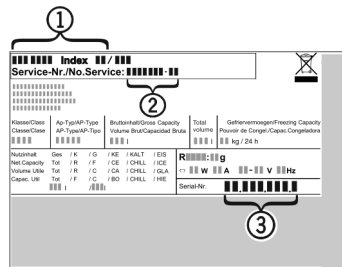 1
Index /
Service-Nr./No.Service: -
2
Klasse/Class Ap-Typ/AP-Type Bruttoinhalt/Gross Capacity Total Gefriervermoegen/Freezing Capacity
Classe/Clase AP-Type/AP-Tipo Volume Brut/Capacidad Bruta volume Pouvoir de Congel./Capac.Congeladora
l l kg / 24 h
Nutzinhalt Ges / K / G / KE / KALT / EIS
Net.Capacity Tot / R / F / CE / CHILL / ICE
Volume Utile Tot / R / C / CA / CHILL / GLA
Capac. Util Tot / F / C / BO / CHILL / HIE
l / l
R : g
W A - V Hz
Serial-Nr. . . .
3